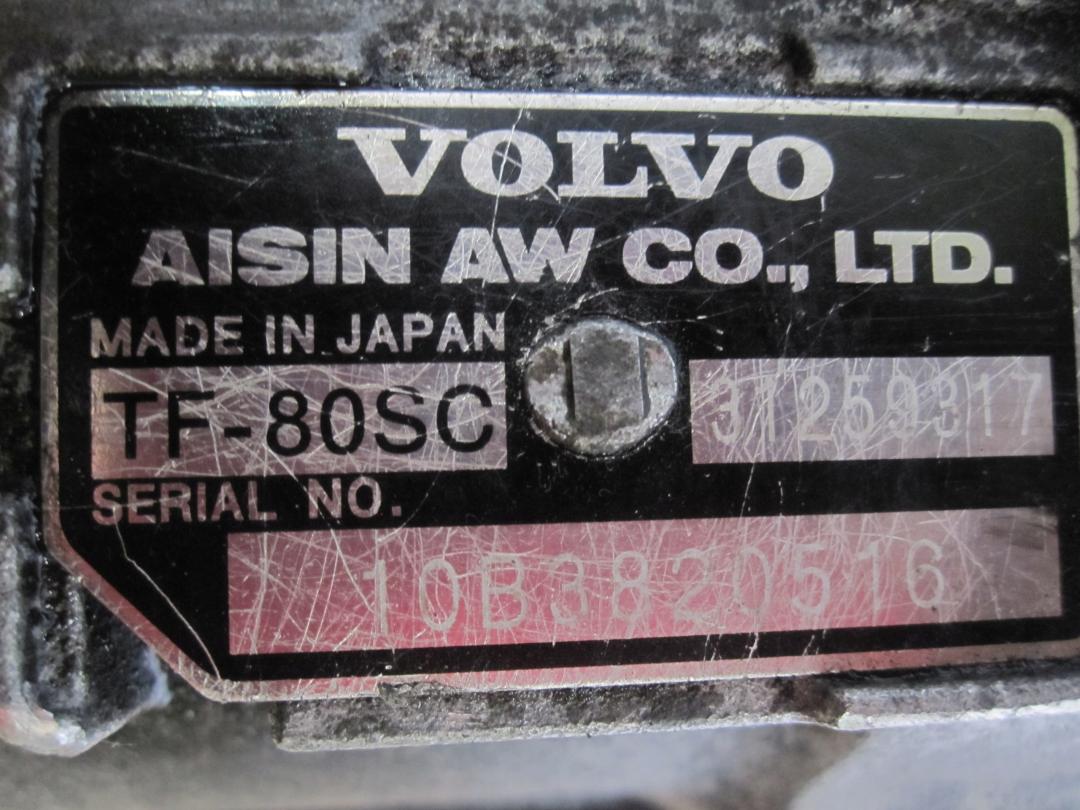 VOLVO
AISIN AW CO., LTD.
MADE IN JAPAN
TF-80SC
31259317
SERIAL NO.
10B3820516